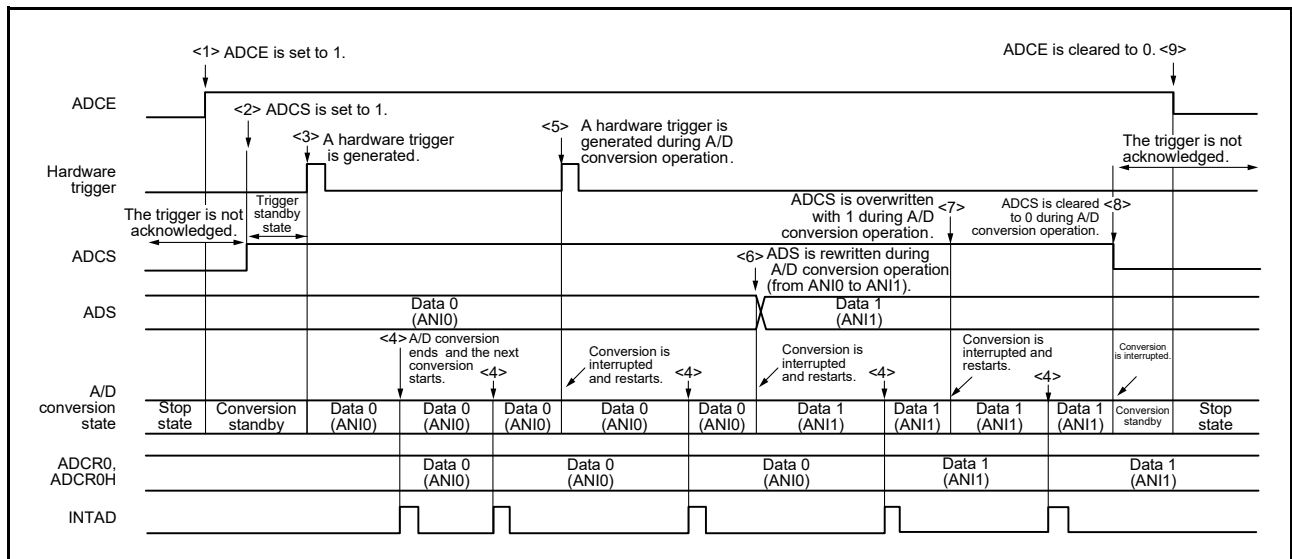 <1> ADCE is set to 1.
ADCE is cleared to 0. <9>
ADCE
<2> ADCS is set to 1.
<3> A hardware trigger
is generated.
<5> A hardware trigger is
generated during A/D
conversion operation.
The trigger is not
acknowledged.
Hardware
trigger
The trigger is not
acknowledged.
Trigger
standby
state
ADCS is overwritten <7>
with 1 during A/D
conversion operation.
ADCS is cleared <8>
to 0 during A/D
conversion operation.
ADCS
<6> ADS is rewritten during
A/D conversion operation
(from ANI0 to ANI1).
ADS
Data 0
(ANI0)
Data 1
(ANI1)
<4> A/D conversion
ends and the next
conversion
starts.
<4>
Conversion is
interrupted
and restarts.
<4>
Conversion is
interrupted
and restarts.
<4>
Conversion is
interrupted and
restarts.
<4>
Conversion
is interrupted.
A/D
conversion
state
Stop
state
Conversion
standby
Data 0
(ANI0)
Data 0
(ANI0)
Data 0
(ANI0)
Data 0
(ANI0)
Data 0
(ANI0)
Data 1
(ANI1)
Data 1
(ANI1)
Data 1
(ANI1)
Data 1
(ANI1)
Conversion
standby
Stop
state
ADCR0,
ADCR0H
Data 0
(ANI0)
Data 0
(ANI0)
Data 0
(ANI0)
Data 1
(ANI1)
Data 1
(ANI1)
INTAD